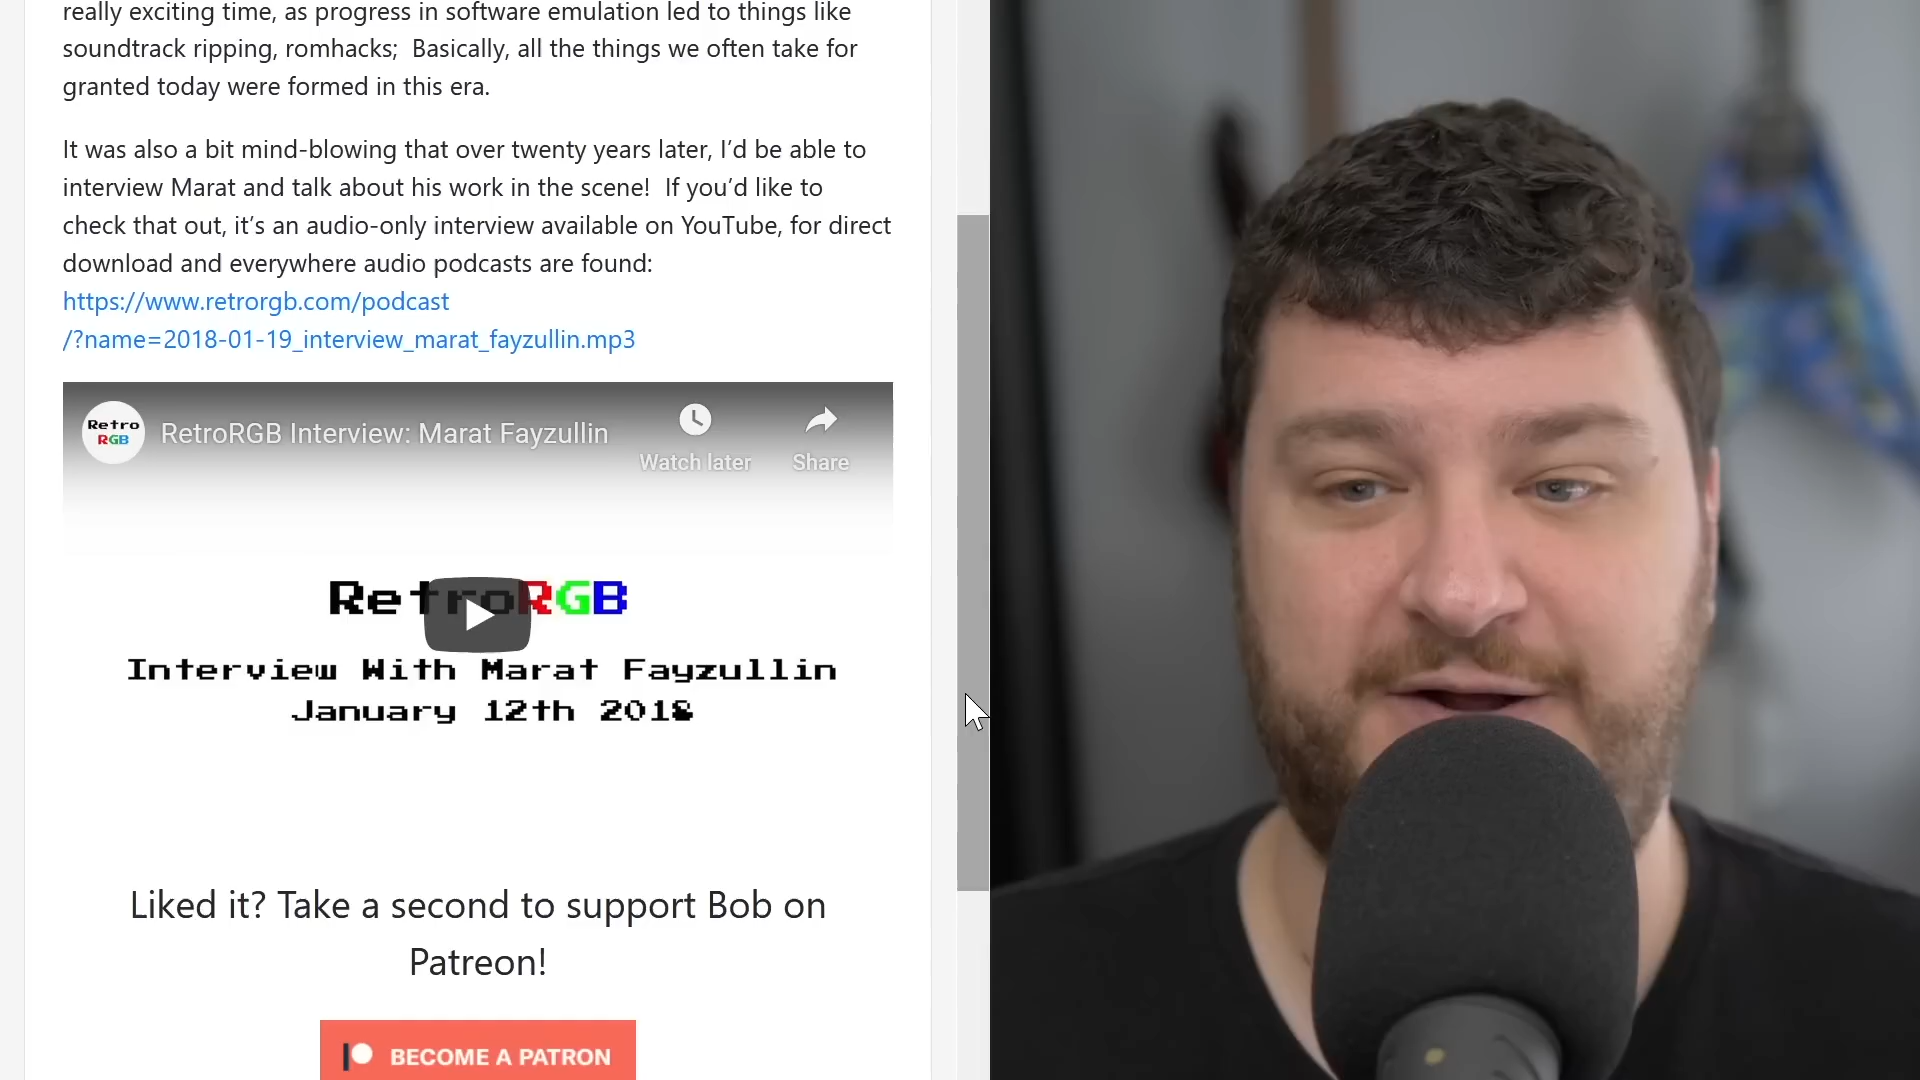 really exciting time, as progress in software emulation led to things like
soundtrack ripping, romhacks;  Basically, all the things we often take for
granted today were formed in this era.
It was also a bit mind-blowing that over twenty years later, I’d be able to
interview Marat and talk about his work in the scene!  If you’d like to
check that out, it’s an audio-only interview available on YouTube, for direct
download and everywhere audio podcasts are found:
https://www.retrorgb.com/podcast
/?name=2018-01-19_interview_marat_fayzullin.mp3
Retro
RGB
RetroRGB Interview: Marat Fayzullin
Watch later
Share
RetroRGB
Interview With Marat Fayzullin
January 12th 2018
Liked it? Take a second to support Bob on
Patreon!
BECOME A PATRON